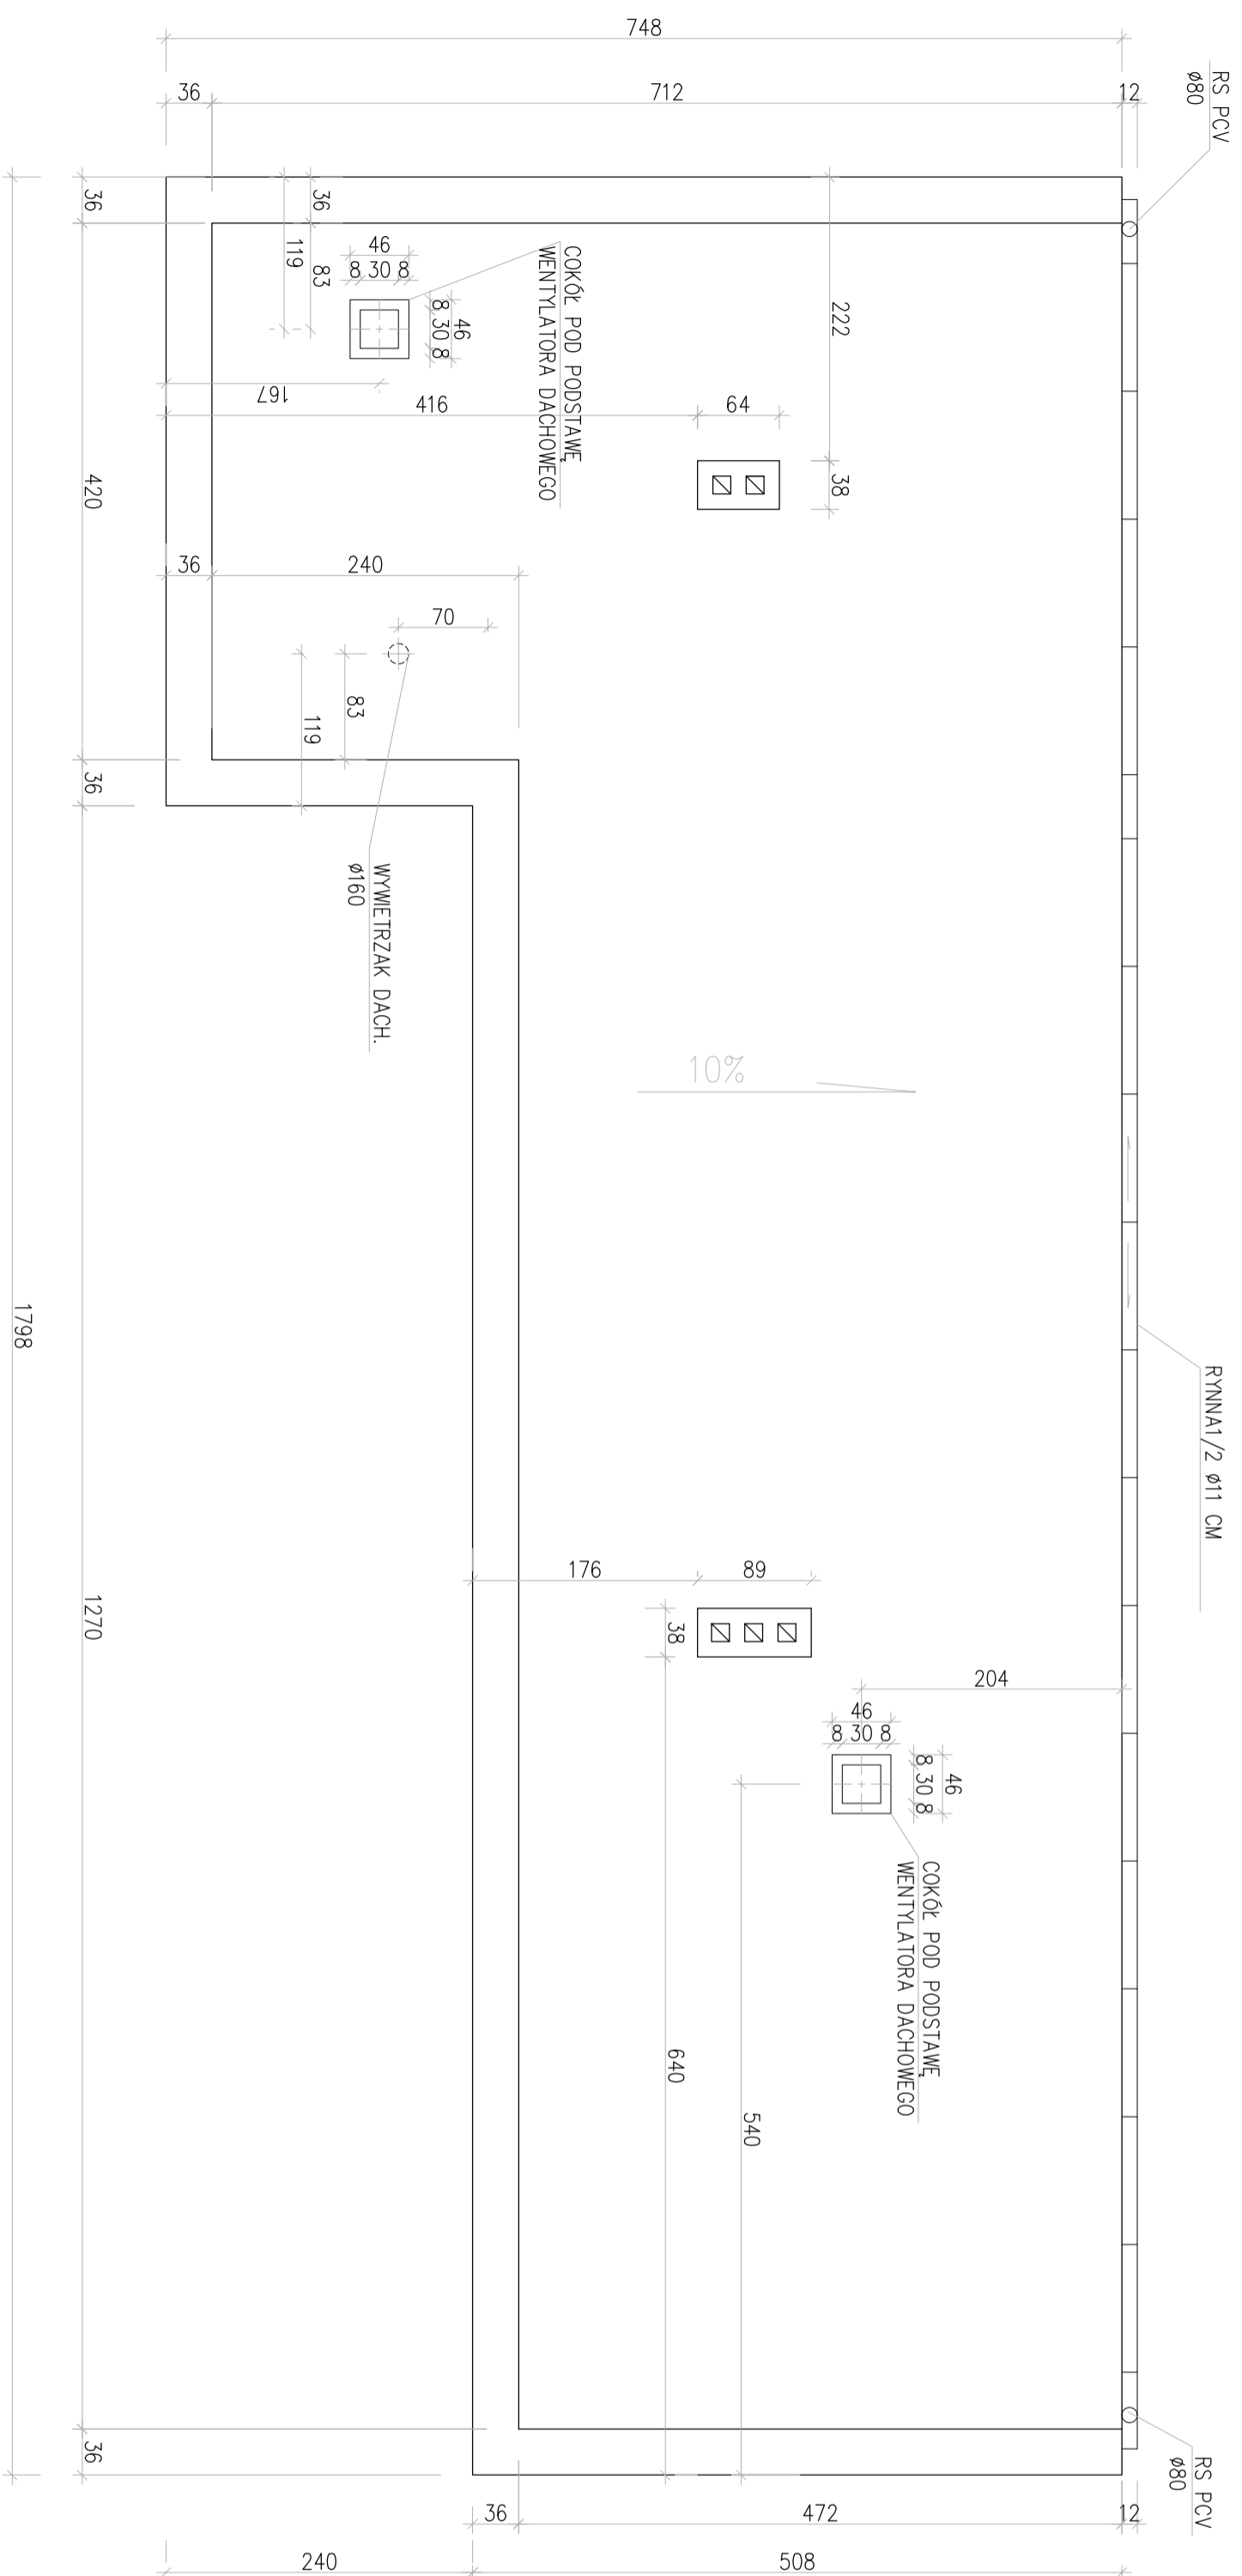 748
36
712
12
RS PCV
Ø80
36
36
119
83
46
8 30 8
46
8 30 8
COKÓŁ POD PODSTAWĘ
WENTYLATORA DACHOWEGO
222
167
416
64
38
420
36
240
70
83
119
36
WYWIETRZAK DACH.
Ø160
10%
RYNNA1/2 Ø11 CM
1798
1270
176
89
38
204
46
8 30 8
46
8 30 8
COKÓŁ POD PODSTAWĘ
WENTYLATORA DACHOWEGO
640
540
36
RS PCV
Ø80
36
472
12
240
508